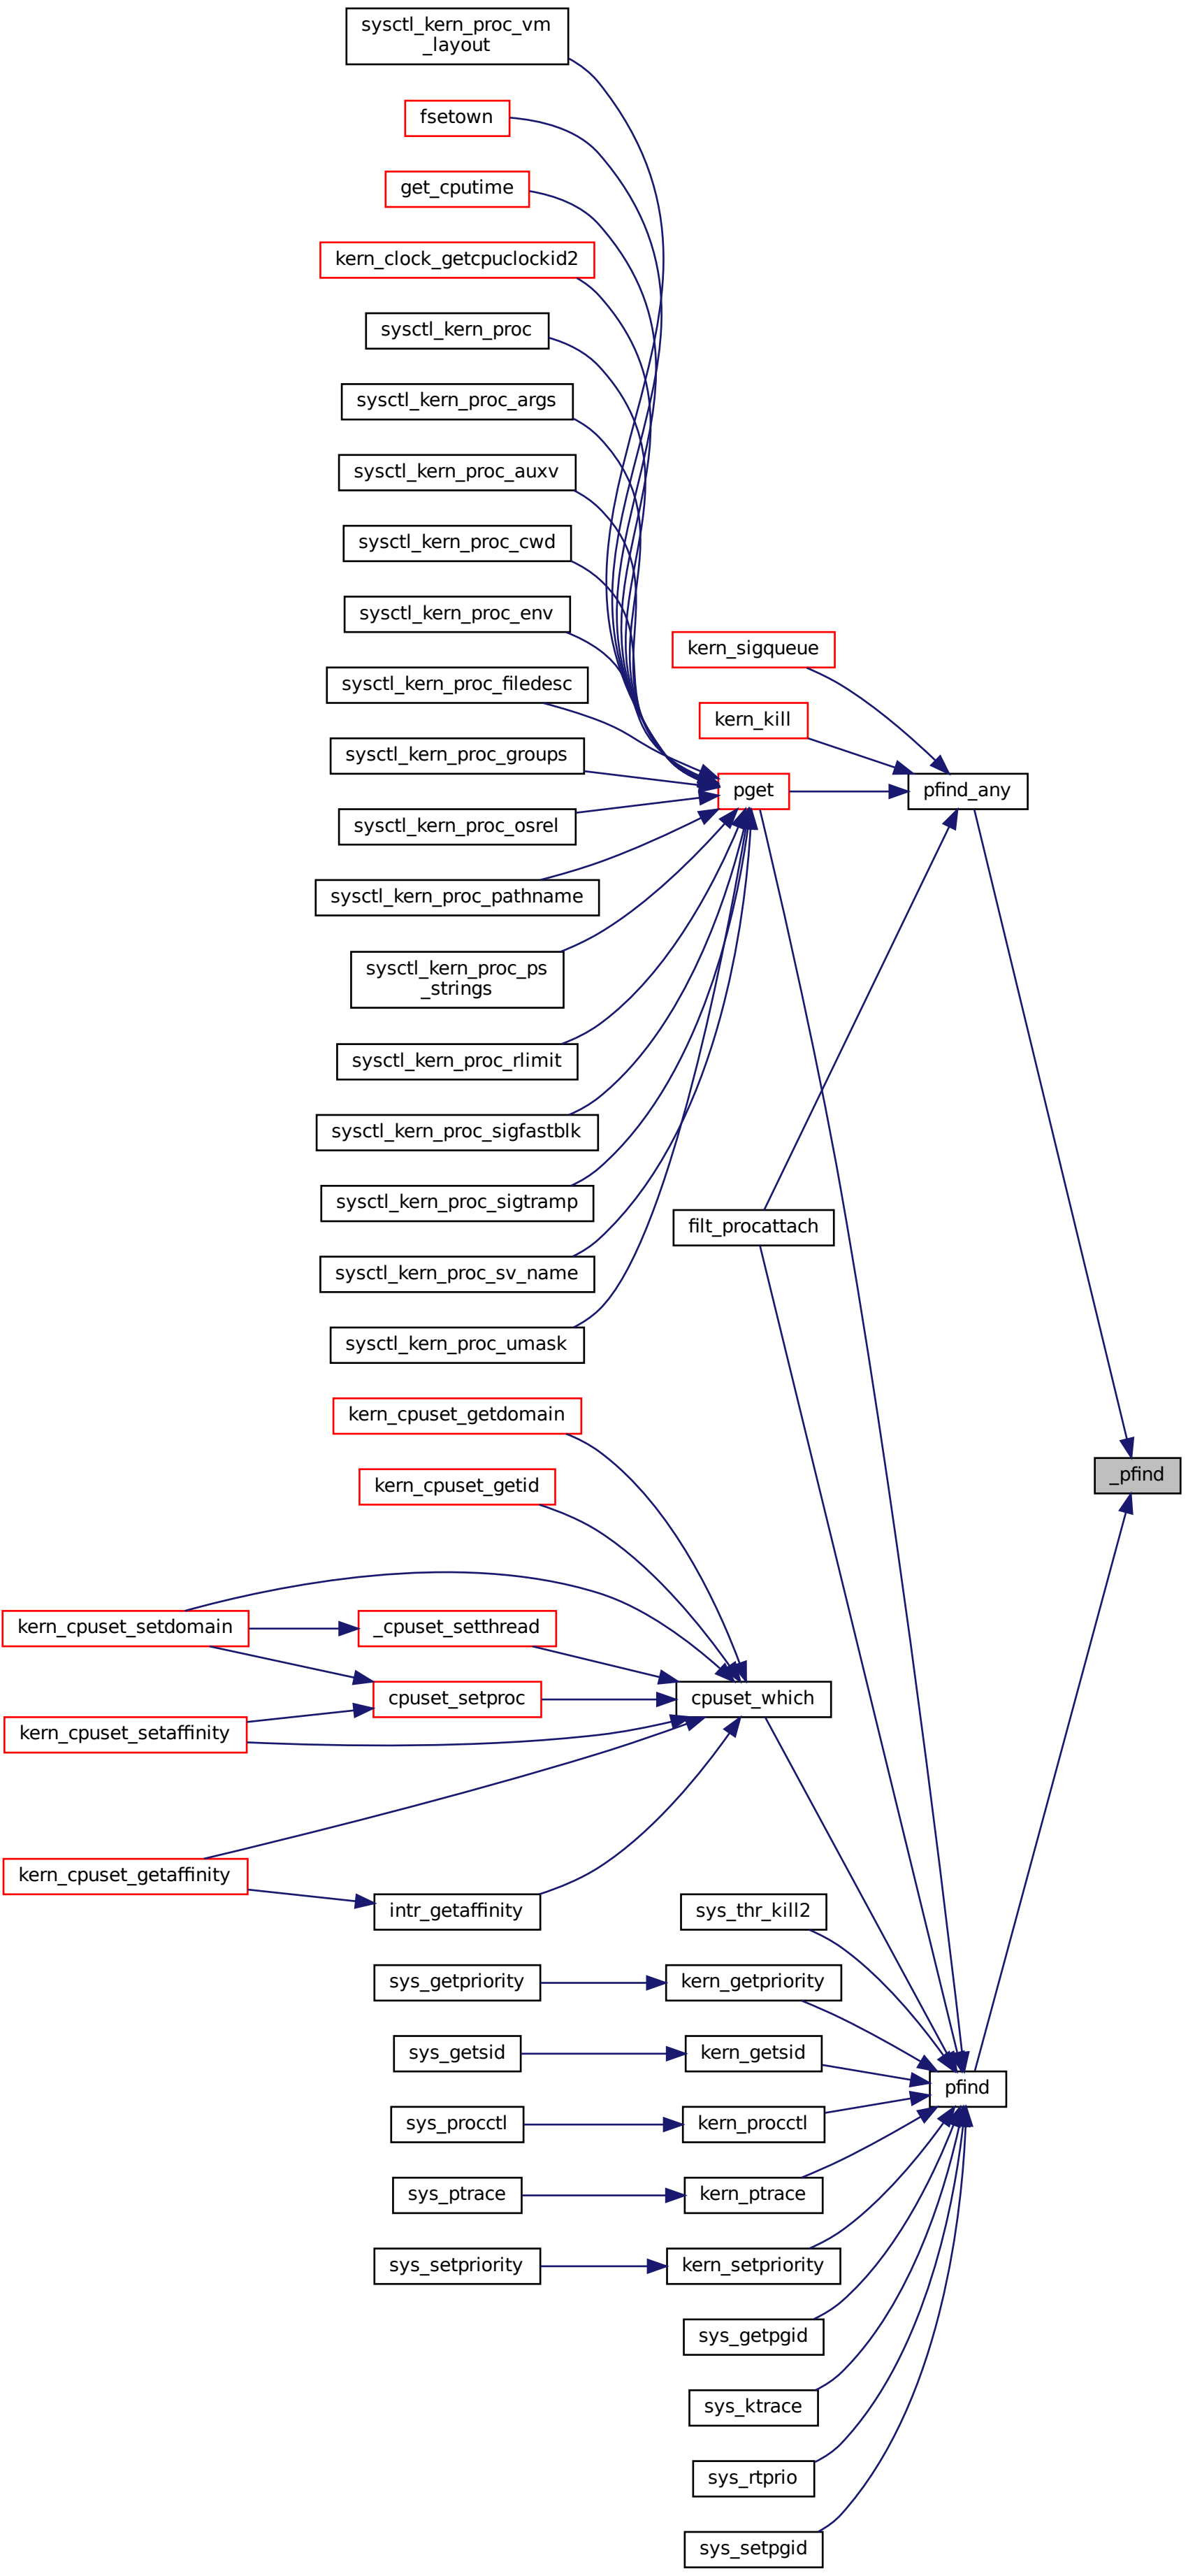 sysctl_kern_proc_vm
_layout
fsetown
get_cputime
kern_clock_getcpuclockid2
sysctl_kern_proc
sysctl_kern_proc_args
sysctl_kern_proc_auxv
sysctl_kern_proc_cwd
sysctl_kern_proc_env
sysctl_kern_proc_filedesc
sysctl_kern_proc_groups
sysctl_kern_proc_osrel
sysctl_kern_proc_pathname
sysctl_kern_proc_ps
_strings
sysctl_kern_proc_rlimit
sysctl_kern_proc_sigfastblk
sysctl_kern_proc_sigtramp
sysctl_kern_proc_sv_name
sysctl_kern_proc_umask
kern_sigqueue
kern_kill
pget
pfind_any
filt_procattach
_pfind
kern_cpuset_getdomain
kern_cpuset_getid
kern_cpuset_setdomain
_cpuset_setthread
cpuset_setproc
cpuset_which
kern_cpuset_setaffinity
kern_cpuset_getaffinity
intr_getaffinity
sys_thr_kill2
sys_getpriority
kern_getpriority
sys_getsid
kern_getsid
pfind
sys_procctl
kern_procctl
sys_ptrace
kern_ptrace
sys_setpriority
kern_setpriority
sys_getpgid
sys_ktrace
sys_rtprio
sys_setpgid